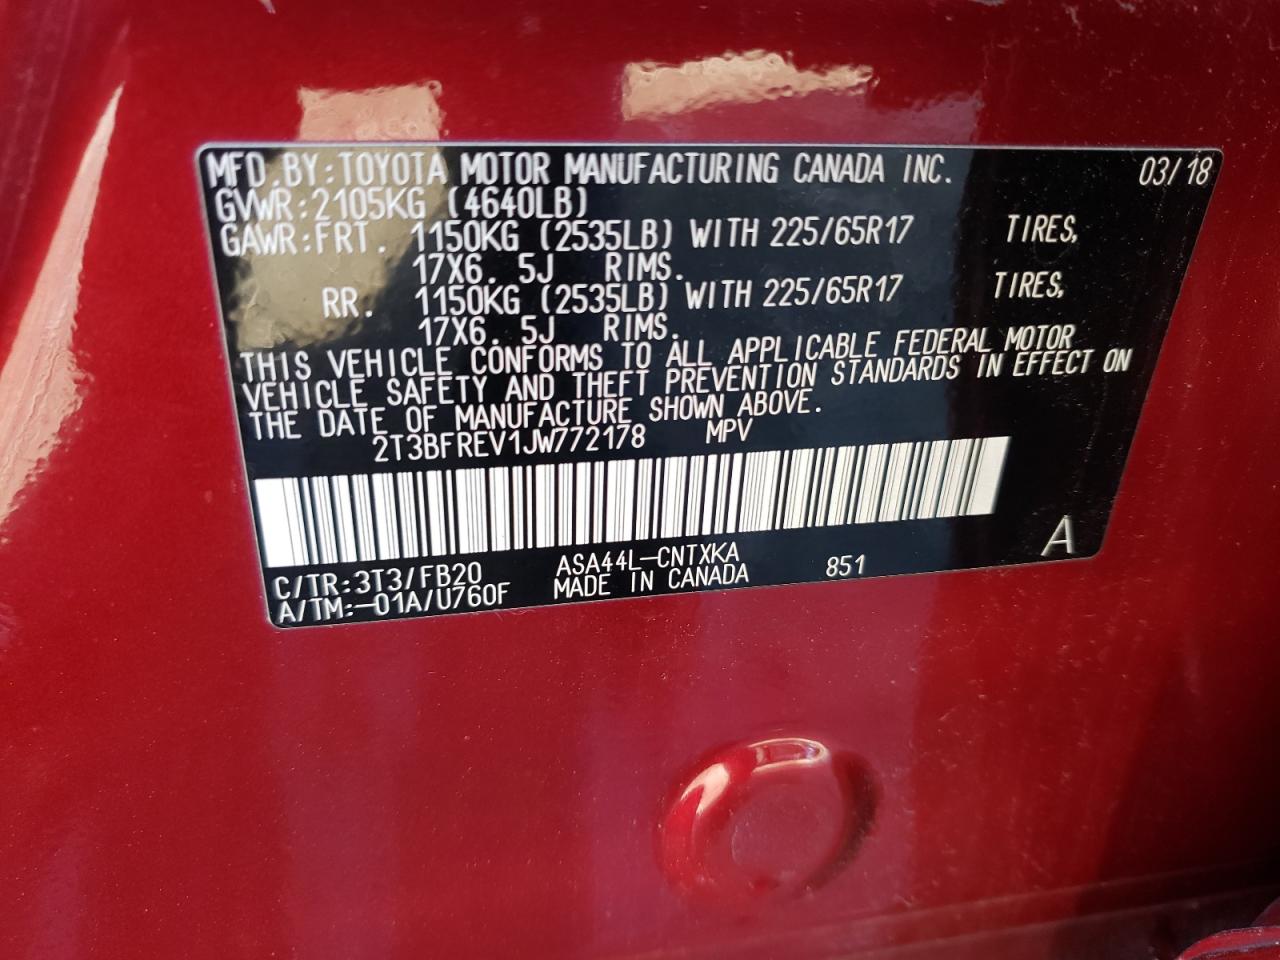 MFD.BY:TOYOTA MOTOR MANUFACTURING CANADA INC. 03/18
GVWR:2105KG (4640LB)
GAWR:FRT. 1150KG (2535LB) WITH 225/65R17 TIRES,
17X6.5J RIMS.
RR. 1150KG (2535LB) WITH 225/65R17 TIRES,
17X6.5J RIMS.
THIS VEHICLE CONFORMS TO ALL APPLICABLE FEDERAL MOTOR
VEHICLE SAFETY AND THEFT PREVENTION STANDARDS IN EFFECT ON
THE DATE OF MANUFACTURE SHOWN ABOVE.
2T3BFREV1JW772178 MPV
C/TR:3T3/FB20 ASA44L-CNTXKA 851 A
A/TM:-01A/U760F MADE IN CANADA